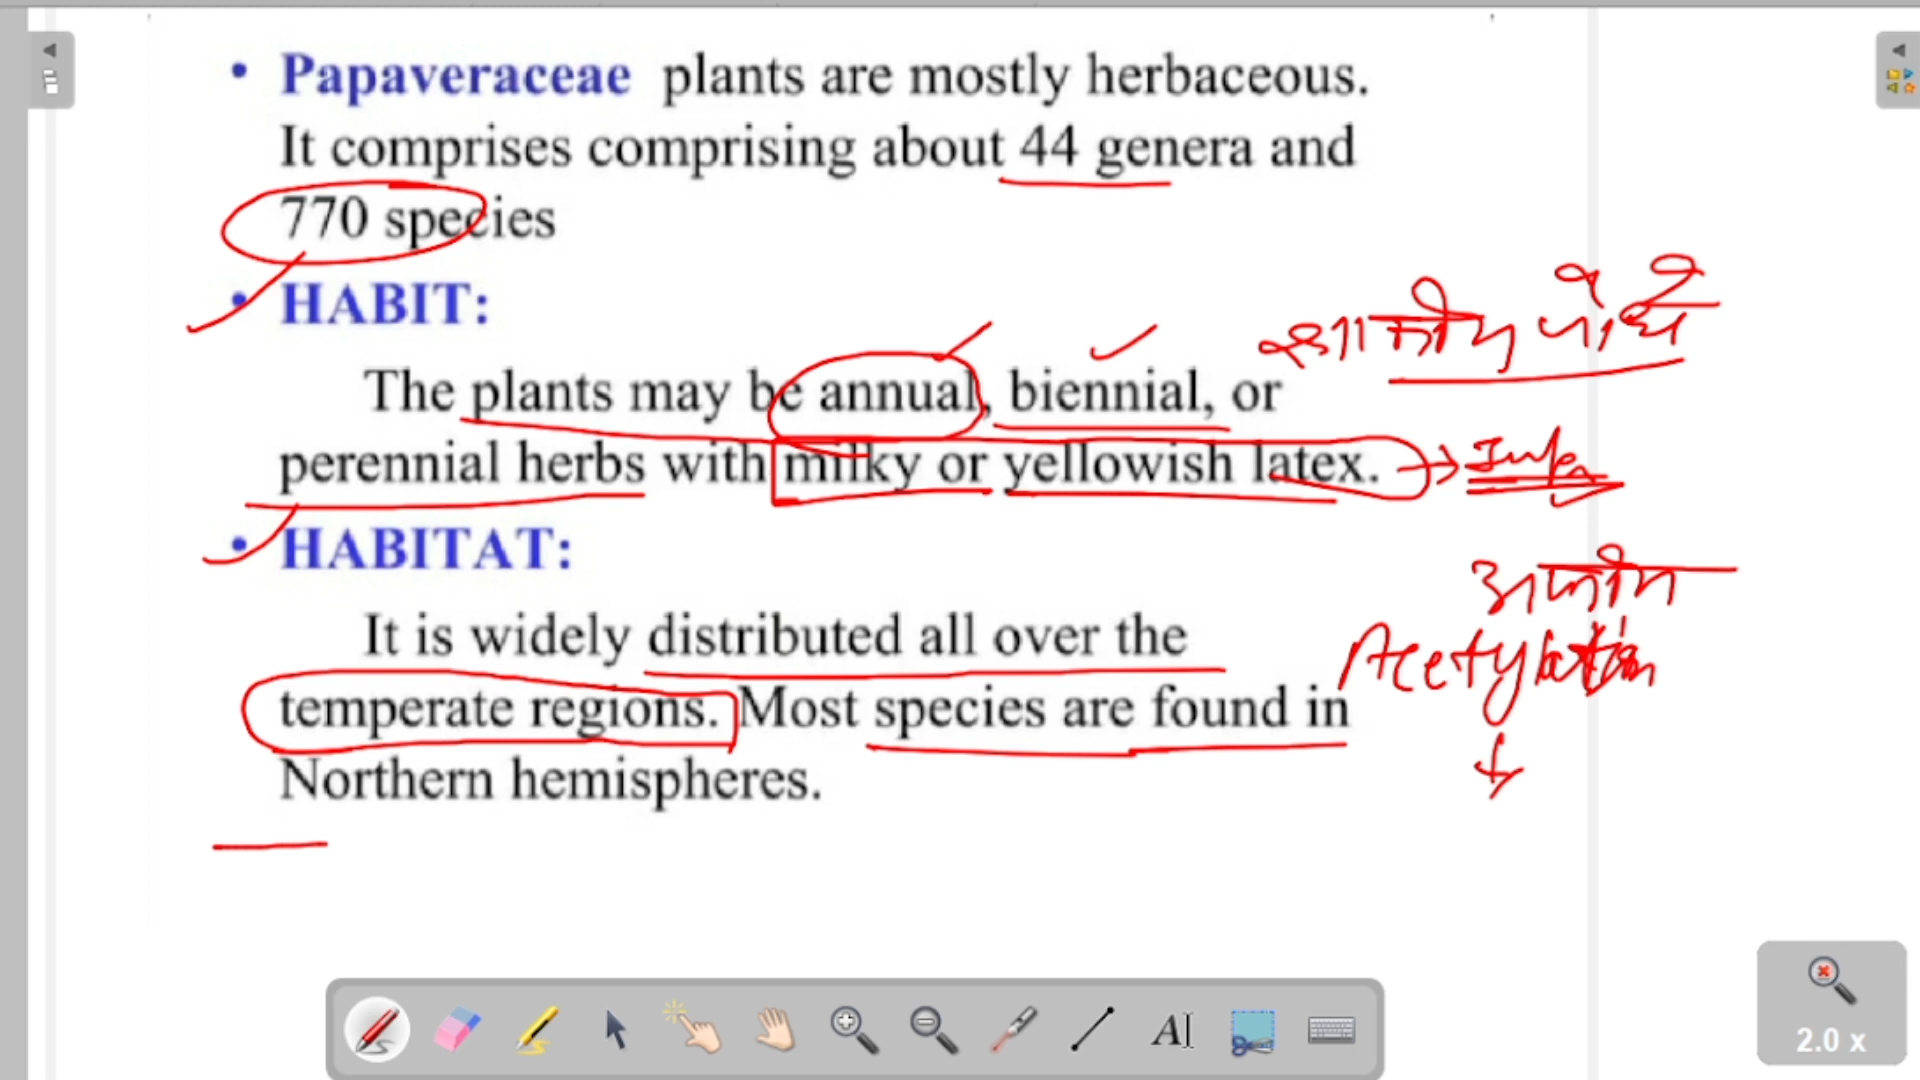 • Papaveraceae plants are mostly herbaceous.
It comprises comprising about 44 genera and
770 species
• HABIT:
शाकीय पौधे
The plants may be annual, biennial, or
perennial herbs with milky or yellowish latex.
• HABITAT:
अफीम
It is widely distributed all over the
Acetylation
temperate regions. Most species are found in
Northern hemispheres.
2.0 x